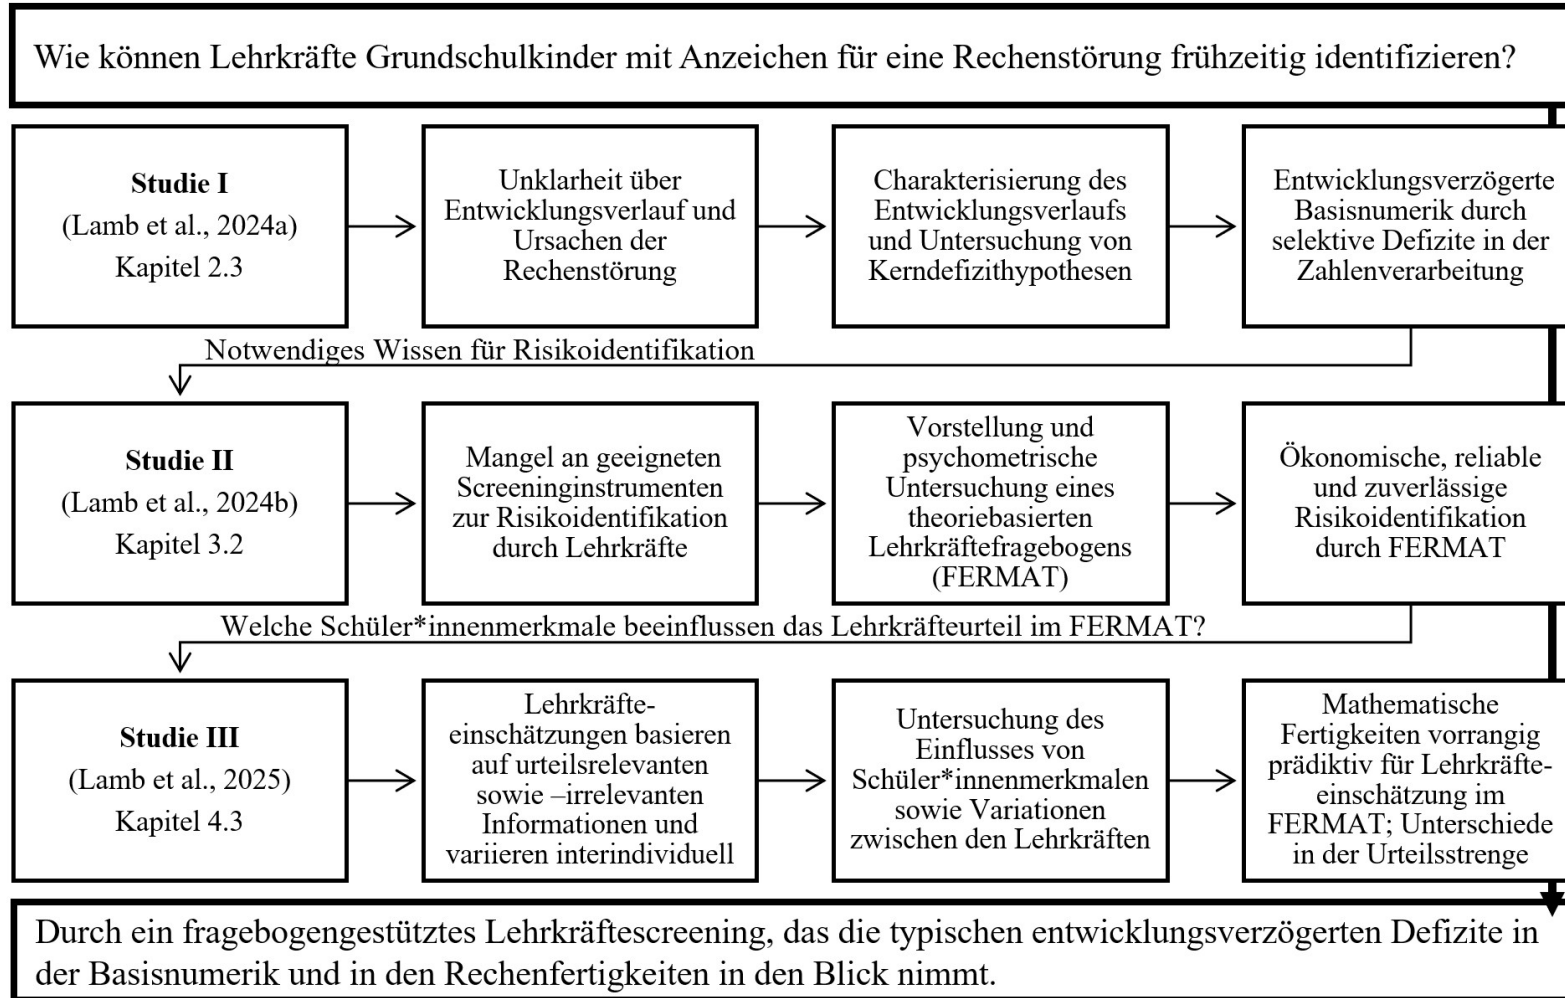 Wie können Lehrkräfte Grundschulkinder mit Anzeichen für eine Rechenstörung frühzeitig identifizieren?
Studie I
(Lamb et al., 2024a)
Kapitel 2.3
Unklarheit über
Entwicklungsverlauf und
Ursachen der
Rechenstörung
Charakterisierung des
Entwicklungsverlaufs
und Untersuchung von
Kerndefizithypothesen
Entwicklungsverzögerte
Basisnumerik durch
selektive Defizite in der
Zahlenverarbeitung
Notwendiges Wissen für Risikoidentifikation
Studie II
(Lamb et al., 2024b)
Kapitel 3.2
Mangel an geeigneten
Screeninginstrumenten
zur Risikoidentifikation
durch Lehrkräfte
Vorstellung und
psychometrische
Untersuchung eines
theoriebasierten
Lehrkräftefragebogens
(FERMAT)
Ökonomische, reliable
und zuverlässige
Risikoidentifikation
durch FERMAT
Welche Schüler*innenmerkmale beeinflussen das Lehrkräfteurteil im FERMAT?
Studie III
(Lamb et al., 2025)
Kapitel 4.3
Lehrkräfte-
einschätzungen basieren
auf urteilsrelevanten
sowie –irrelevanten
Informationen und
variieren interindividuell
Untersuchung des
Einflusses von
Schüler*innenmerkmalen
sowie Variationen
zwischen den Lehrkräften
Mathematische
Fertigkeiten vorrangig
prädiktiv für Lehrkräfte-
einschätzung im
FERMAT; Unterschiede
in der Urteilsstrenge
Durch ein fragebogengestütztes Lehrkräftescreening, das die typischen entwicklungsverzögerten Defizite in
der Basisnumerik und in den Rechenfertigkeiten in den Blick nimmt.